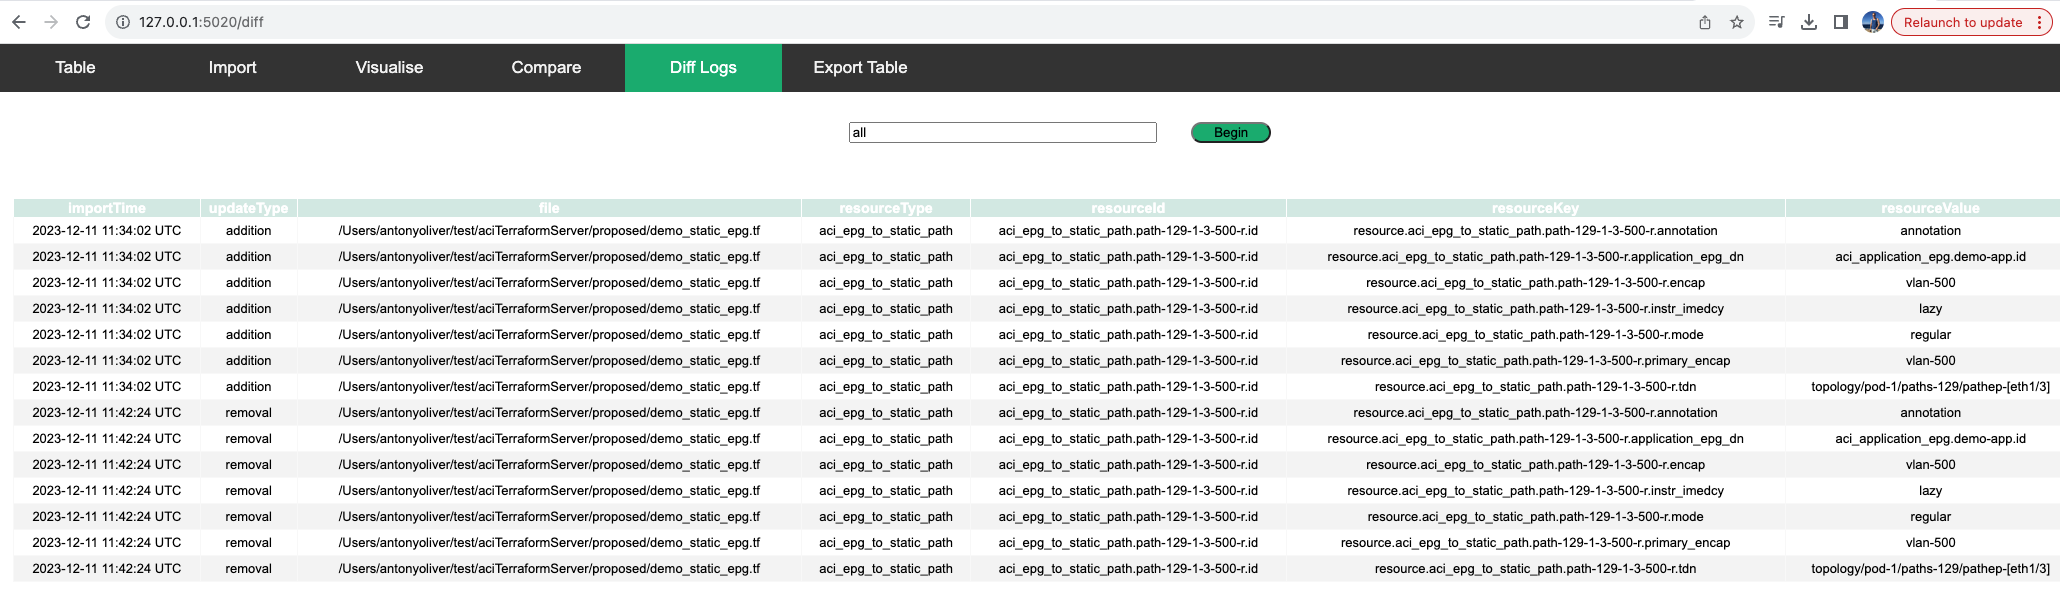 127.0.0.1:5020/diff Relaunch to update
Table Import Visualise Compare Diff Logs Export Table
all Begin
importTime updateType file resourceType resourceId resourceKey resourceValue
2023-12-11 11:34:02 UTC addition /Users/antonyoliver/test/aciTerraformServer/proposed/demo_static_epg.tf aci_epg_to_static_path aci_epg_to_static_path.path-129-1-3-500-r.id resource.aci_epg_to_static_path.path-129-1-3-500-r.annotation annotation
2023-12-11 11:34:02 UTC addition /Users/antonyoliver/test/aciTerraformServer/proposed/demo_static_epg.tf aci_epg_to_static_path aci_epg_to_static_path.path-129-1-3-500-r.id resource.aci_epg_to_static_path.path-129-1-3-500-r.application_epg_dn aci_application_epg.demo-app.id
2023-12-11 11:34:02 UTC addition /Users/antonyoliver/test/aciTerraformServer/proposed/demo_static_epg.tf aci_epg_to_static_path aci_epg_to_static_path.path-129-1-3-500-r.id resource.aci_epg_to_static_path.path-129-1-3-500-r.encap vlan-500
2023-12-11 11:34:02 UTC addition /Users/antonyoliver/test/aciTerraformServer/proposed/demo_static_epg.tf aci_epg_to_static_path aci_epg_to_static_path.path-129-1-3-500-r.id resource.aci_epg_to_static_path.path-129-1-3-500-r.instr_imedcy lazy
2023-12-11 11:34:02 UTC addition /Users/antonyoliver/test/aciTerraformServer/proposed/demo_static_epg.tf aci_epg_to_static_path aci_epg_to_static_path.path-129-1-3-500-r.id resource.aci_epg_to_static_path.path-129-1-3-500-r.mode regular
2023-12-11 11:34:02 UTC addition /Users/antonyoliver/test/aciTerraformServer/proposed/demo_static_epg.tf aci_epg_to_static_path aci_epg_to_static_path.path-129-1-3-500-r.id resource.aci_epg_to_static_path.path-129-1-3-500-r.primary_encap vlan-500
2023-12-11 11:34:02 UTC addition /Users/antonyoliver/test/aciTerraformServer/proposed/demo_static_epg.tf aci_epg_to_static_path aci_epg_to_static_path.path-129-1-3-500-r.id resource.aci_epg_to_static_path.path-129-1-3-500-r.tdn topology/pod-1/paths-129/pathep-[eth1/3]
2023-12-11 11:42:24 UTC removal /Users/antonyoliver/test/aciTerraformServer/proposed/demo_static_epg.tf aci_epg_to_static_path aci_epg_to_static_path.path-129-1-3-500-r.id resource.aci_epg_to_static_path.path-129-1-3-500-r.annotation annotation
2023-12-11 11:42:24 UTC removal /Users/antonyoliver/test/aciTerraformServer/proposed/demo_static_epg.tf aci_epg_to_static_path aci_epg_to_static_path.path-129-1-3-500-r.id resource.aci_epg_to_static_path.path-129-1-3-500-r.application_epg_dn aci_application_epg.demo-app.id
2023-12-11 11:42:24 UTC removal /Users/antonyoliver/test/aciTerraformServer/proposed/demo_static_epg.tf aci_epg_to_static_path aci_epg_to_static_path.path-129-1-3-500-r.id resource.aci_epg_to_static_path.path-129-1-3-500-r.encap vlan-500
2023-12-11 11:42:24 UTC removal /Users/antonyoliver/test/aciTerraformServer/proposed/demo_static_epg.tf aci_epg_to_static_path aci_epg_to_static_path.path-129-1-3-500-r.id resource.aci_epg_to_static_path.path-129-1-3-500-r.instr_imedcy lazy
2023-12-11 11:42:24 UTC removal /Users/antonyoliver/test/aciTerraformServer/proposed/demo_static_epg.tf aci_epg_to_static_path aci_epg_to_static_path.path-129-1-3-500-r.id resource.aci_epg_to_static_path.path-129-1-3-500-r.mode regular
2023-12-11 11:42:24 UTC removal /Users/antonyoliver/test/aciTerraformServer/proposed/demo_static_epg.tf aci_epg_to_static_path aci_epg_to_static_path.path-129-1-3-500-r.id resource.aci_epg_to_static_path.path-129-1-3-500-r.primary_encap vlan-500
2023-12-11 11:42:24 UTC removal /Users/antonyoliver/test/aciTerraformServer/proposed/demo_static_epg.tf aci_epg_to_static_path aci_epg_to_static_path.path-129-1-3-500-r.id resource.aci_epg_to_static_path.path-129-1-3-500-r.tdn topology/pod-1/paths-129/pathep-[eth1/3]